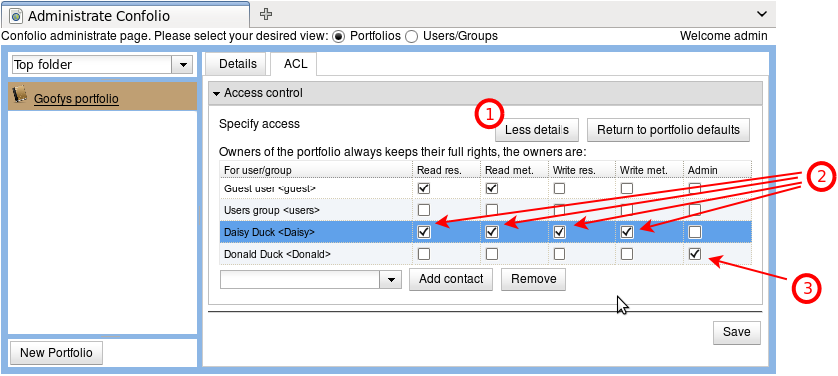 Administrate Confolio
Confolio administrate page. Please select your desired view: Portfolios Users/Groups Welcome admin
Top folder
Goofys portfolio
New Portfolio
Details ACL
Access control
Specify access
1
Less details Return to portfolio defaults
Owners of the portfolio always keeps their full rights, the owners are:
For user/group Read res. Read met. Write res. Write met. Admin
Guest user <guest>
Users group <users>
Daisy Duck <Daisy>
Donald Duck <Donald>
2
3
Add contact Remove
Save